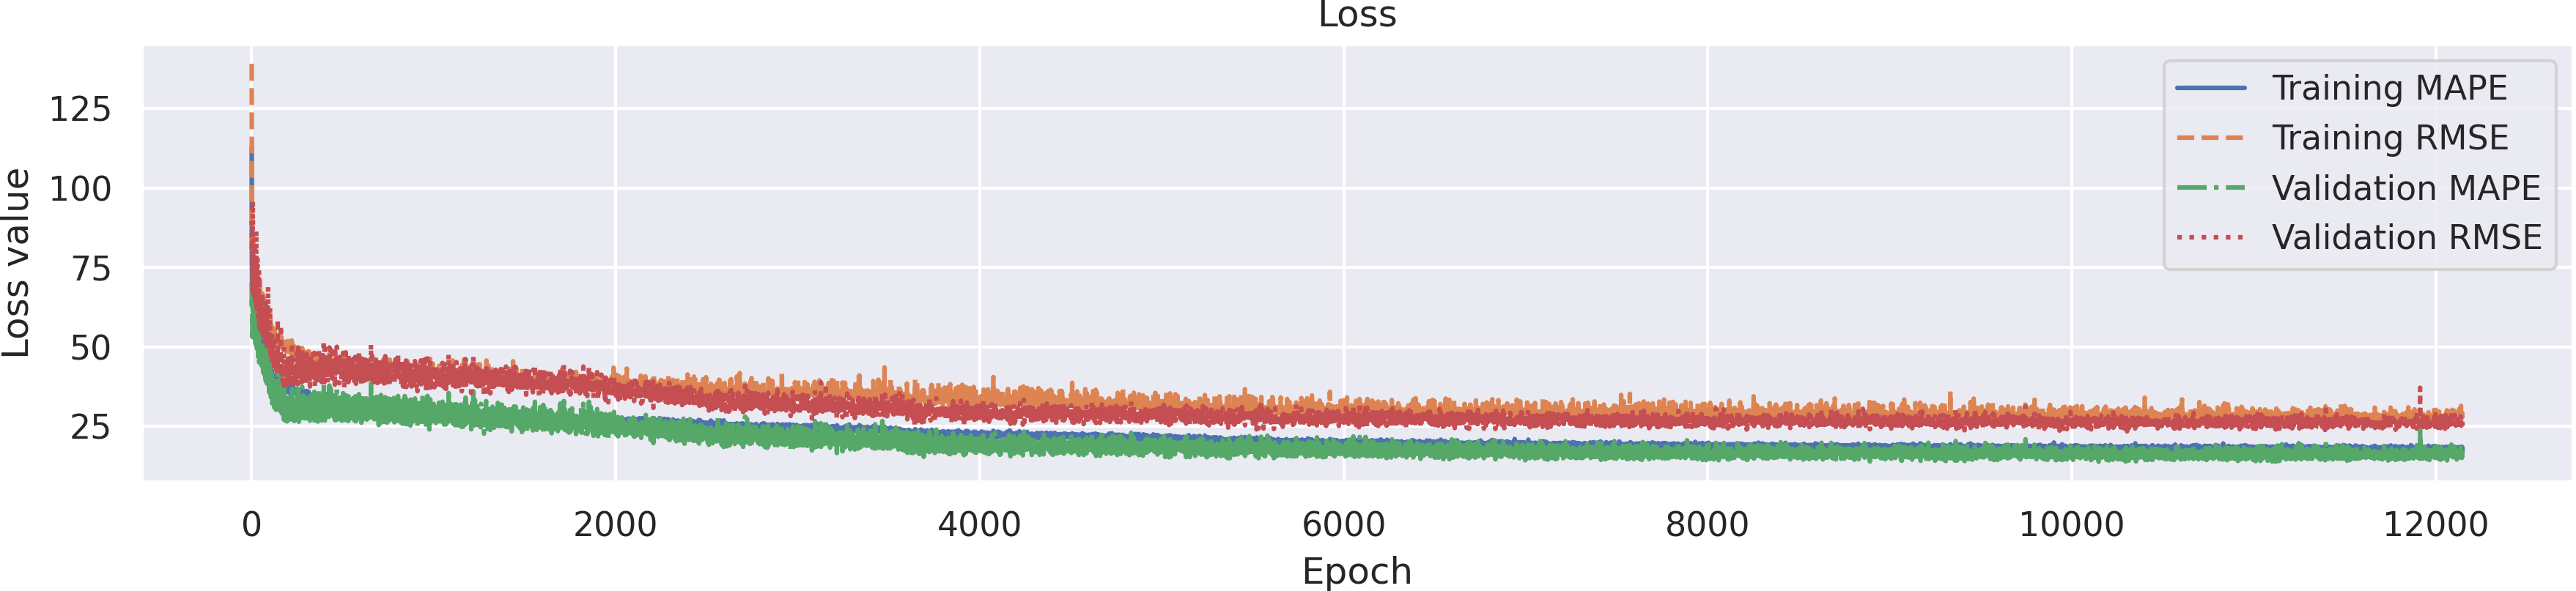 Loss
125
100
75
50
25
Loss value
0 2000 4000 6000 8000 10000 12000
Epoch
Training MAPE
Training RMSE
Validation MAPE
Validation RMSE